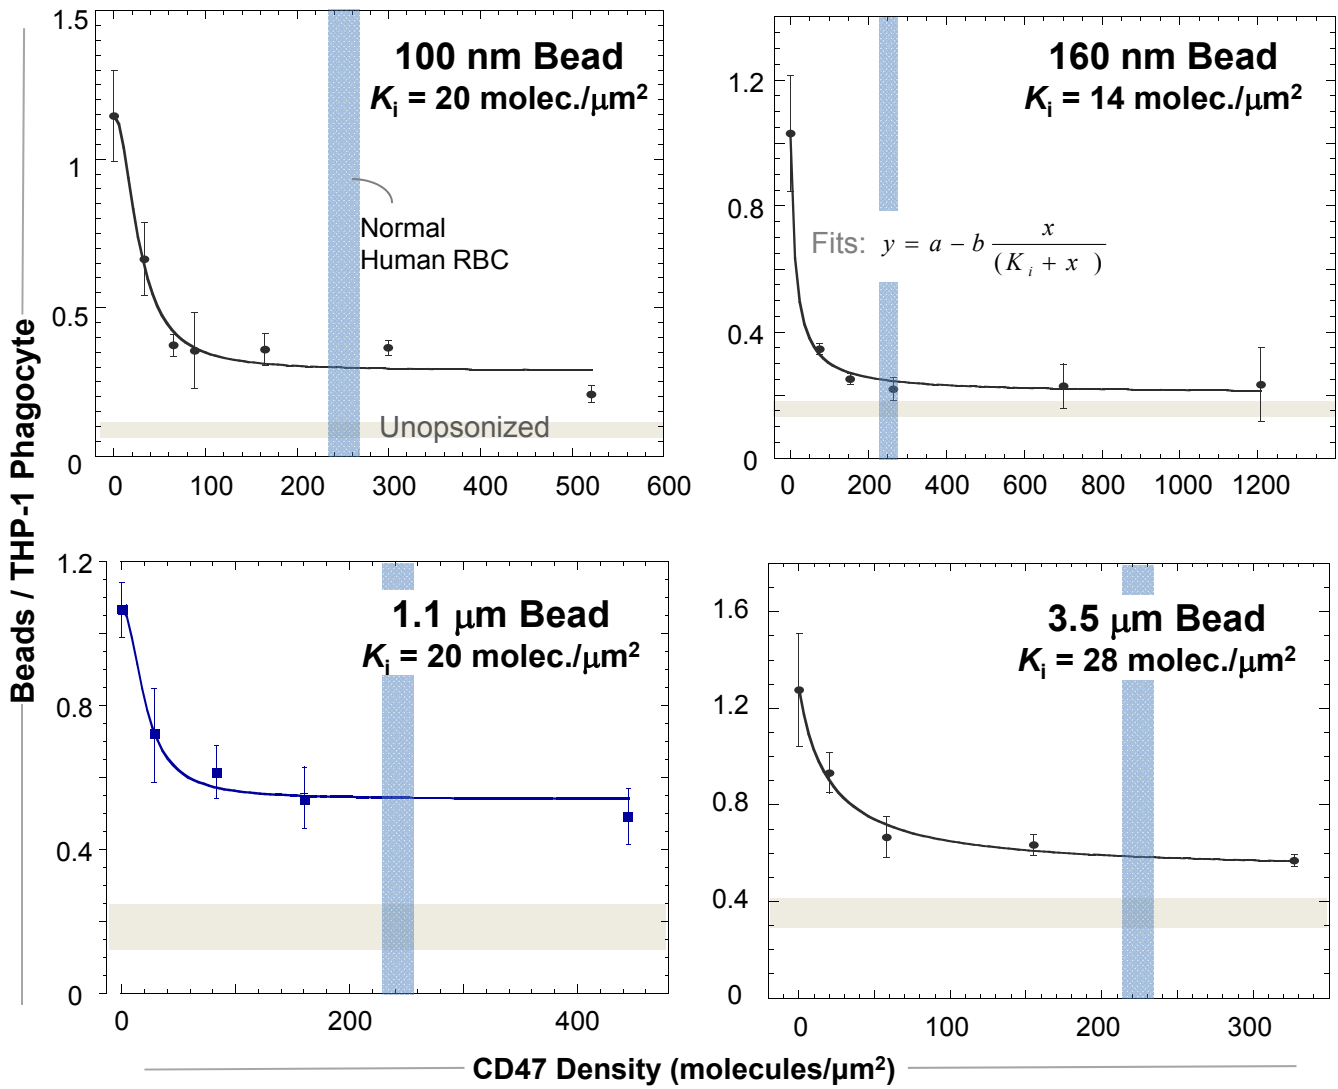 Beads / THP-1 Phagocyte
1.5
1
0.5
0
0 100 200 300 400 500 600
100 nm Bead
Ki = 20 molec./μm²
Normal
Human RBC
Unopsonized
1.2
0.8
0.4
0
0 200 400 600 800 1000 1200
160 nm Bead
Ki = 14 molec./μm²
Fits: y = a − b x / (K i + x )
1.2
0.8
0.4
0
0 200 400
1.1 μm Bead
Ki = 20 molec./μm²
1.6
1.2
0.8
0.4
0
0 100 200 300
3.5 μm Bead
Ki = 28 molec./μm²
CD47 Density (molecules/μm²)